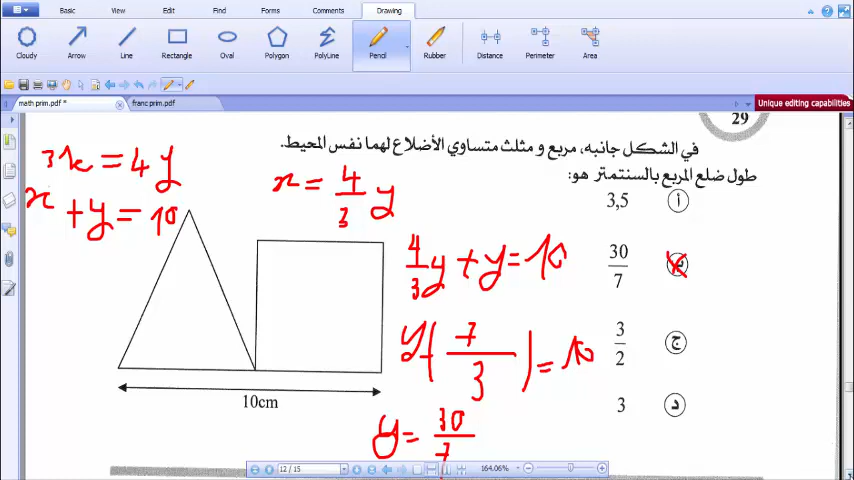 Basic Edit Find Forms Comments Drawing
Cloudy Arrow Line Rectangle Oval Polygon PolyLine Pencil Rubber Distance Perimeter Area
math prim.pdf * franc prim.pdf
Unique editing capabilities
29
في الشكل جانبه، مربع و مثلث متساوي الأضلاع لهما نفس المحيط.
طول ضلع المربع بالسنتمتر هو:
أ 3,5
ب 30/7
ج 3/2
د 3
3x = 4y
x + y = 10
x = 4/3 y
4/3 y + y = 10
y(7/3) = 10
y = 30/7
10cm
12 / 15
164.06%